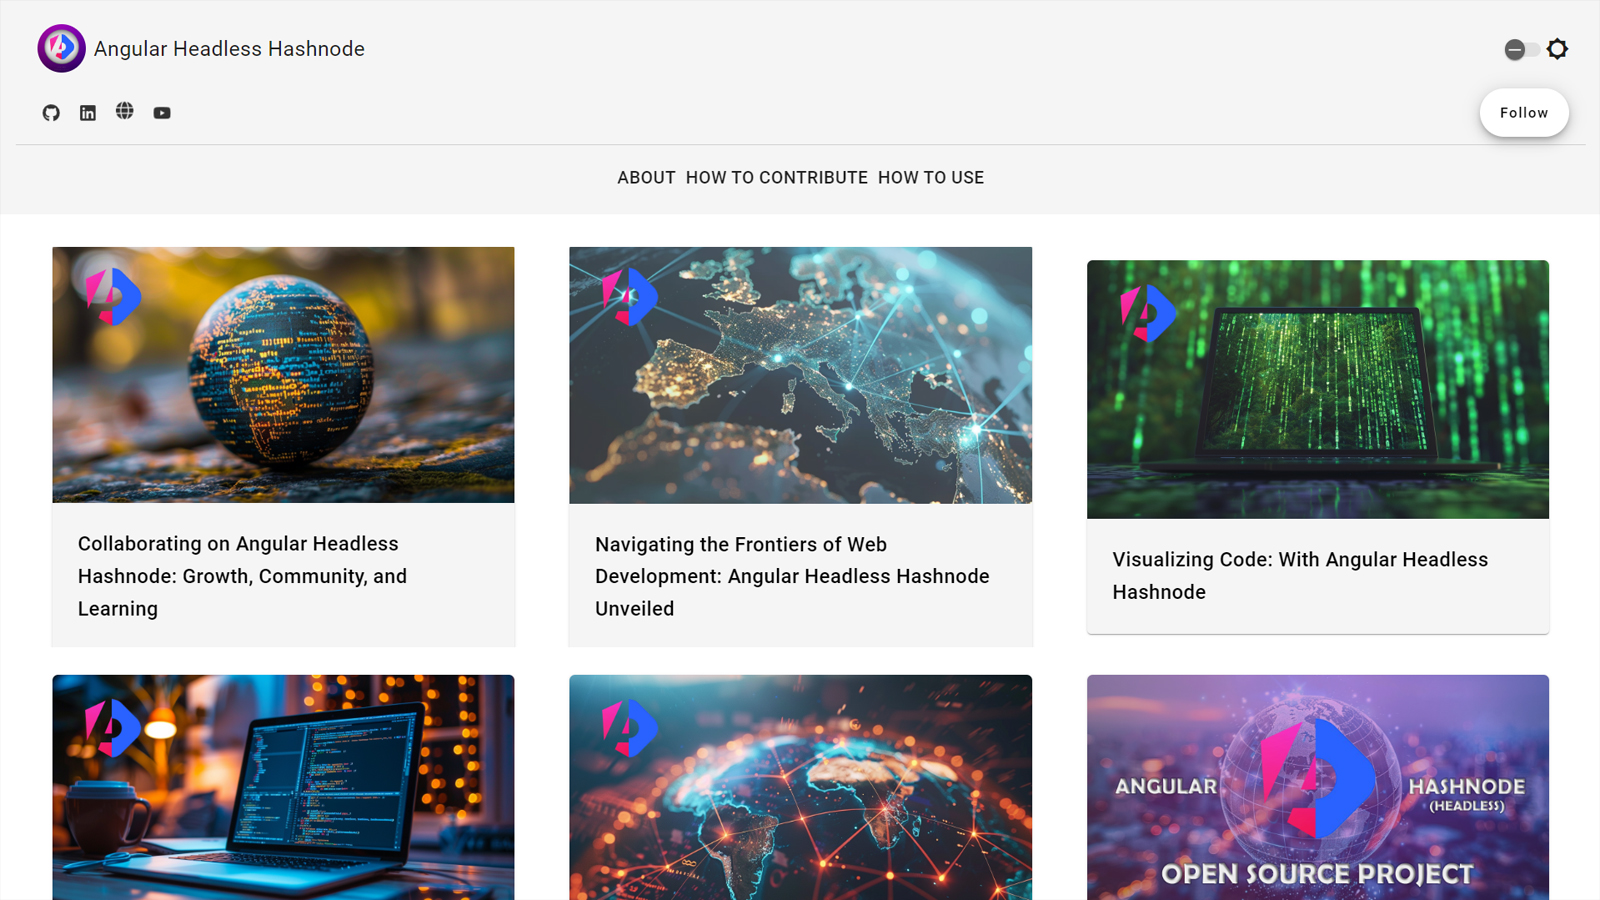 Angular Headless Hashnode
Follow
ABOUT HOW TO CONTRIBUTE HOW TO USE
Collaborating on Angular Headless
Hashnode: Growth, Community, and
Learning
Navigating the Frontiers of Web
Development: Angular Headless Hashnode
Unveiled
Visualizing Code: With Angular Headless
Hashnode
ANGULAR
HASHNODE
(HEADLESS)
OPEN SOURCE PROJECT